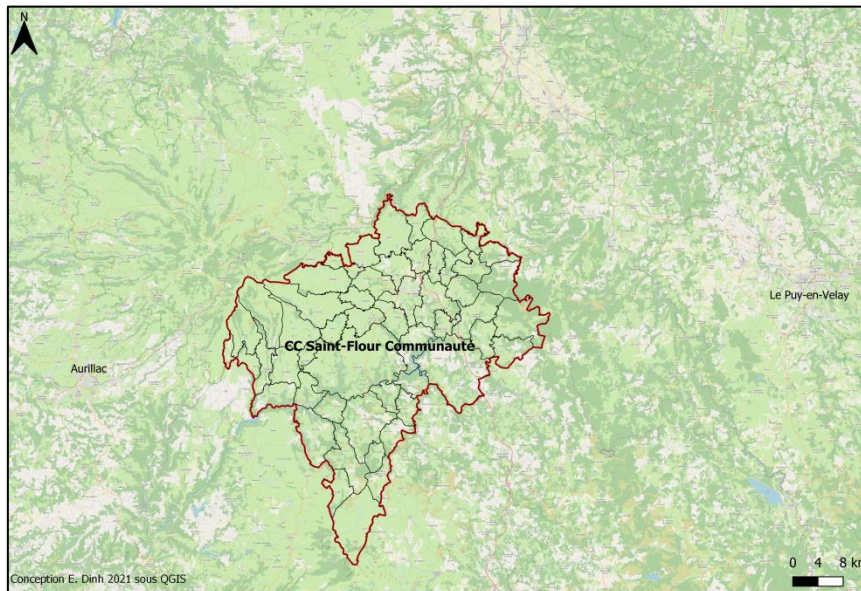 N
Le Puy-en-Velay
CC Saint-Flour Communauté
Aurillac
0 4 8 km
Conception E. Dinh 2021 sous QGIS